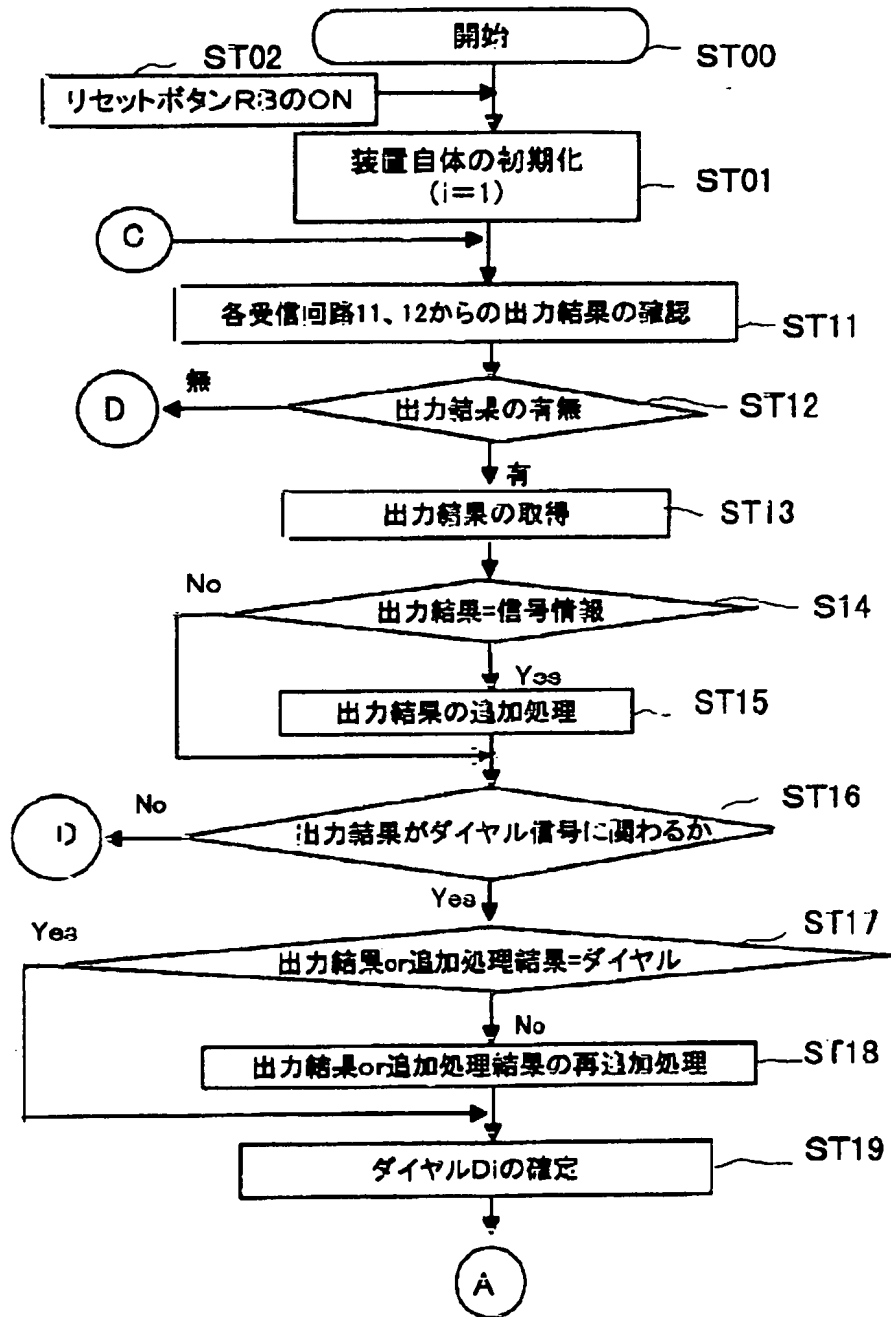 開始
ST00
ST02
リセットボタンRBのON
装置自体の初期化
(i=1)
ST01
C
各受信回路11、12からの出力結果の確認
ST11
無
D
出力結果の有無
ST12
有
出力結果の取得
ST13
No
出力結果=信号情報
S14
Yes
出力結果の追加処理
ST15
ST16
No
D
出力結果がダイヤル信号に関わるか
Yes
ST17
Yes
出力結果or追加処理結果=ダイヤル
No
出力結果or追加処理結果の再追加処理
ST18
ST19
ダイヤルDiの確定
A